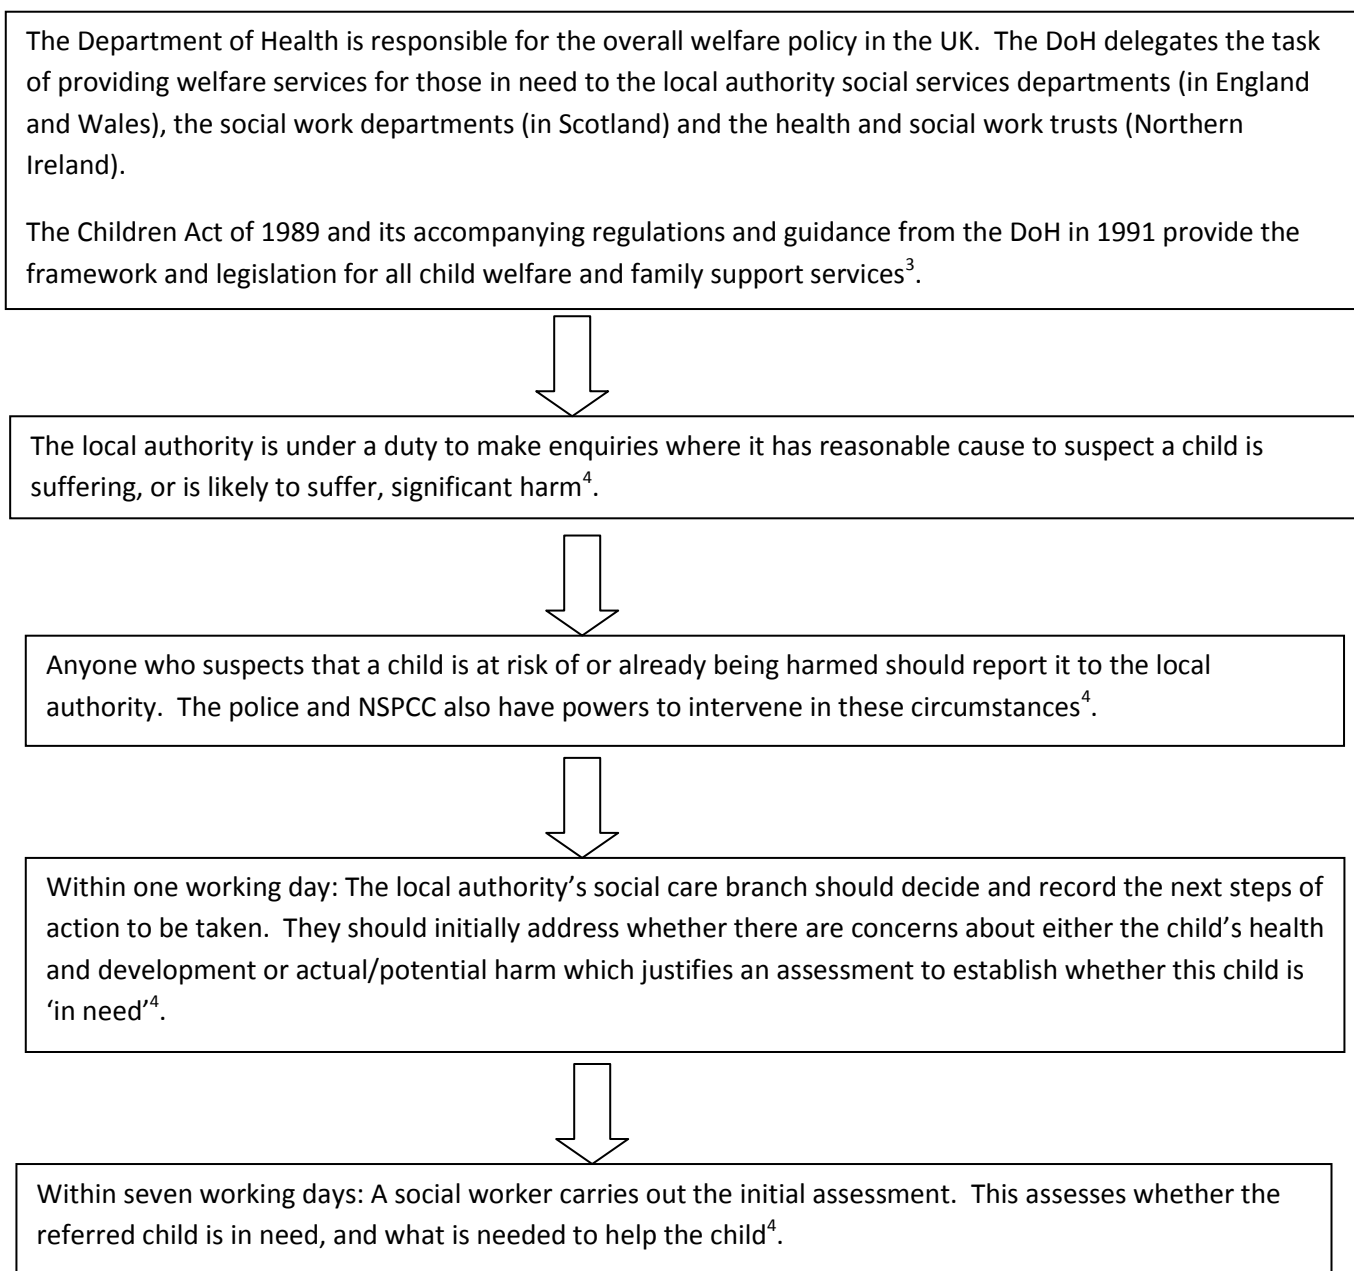 The Department of Health is responsible for the overall welfare policy in the UK.  The DoH delegates the task
of providing welfare services for those in need to the local authority social services departments (in England
and Wales), the social work departments (in Scotland) and the health and social work trusts (Northern
Ireland).
The Children Act of 1989 and its accompanying regulations and guidance from the DoH in 1991 provide the
framework and legislation for all child welfare and family support services³.
The local authority is under a duty to make enquiries where it has reasonable cause to suspect a child is
suffering, or is likely to suffer, significant harm⁴.
Anyone who suspects that a child is at risk of or already being harmed should report it to the local
authority.  The police and NSPCC also have powers to intervene in these circumstances⁴.
Within one working day: The local authority’s social care branch should decide and record the next steps of
action to be taken.  They should initially address whether there are concerns about either the child’s health
and development or actual/potential harm which justifies an assessment to establish whether this child is
‘in need’⁴.
Within seven working days: A social worker carries out the initial assessment.  This assesses whether the
referred child is in need, and what is needed to help the child⁴.